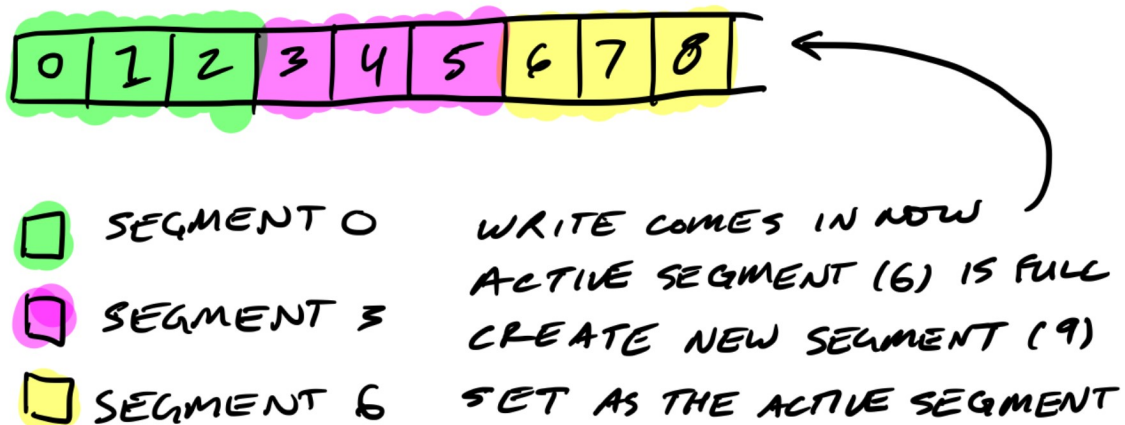 0 1 2 3 4 5 6 7 8
SEGMENT 0
SEGMENT 3
SEGMENT 6
WRITE COMES IN NOW
ACTIVE SEGMENT (6) IS FULL
CREATE NEW SEGMENT (9)
SET AS THE ACTIVE SEGMENT